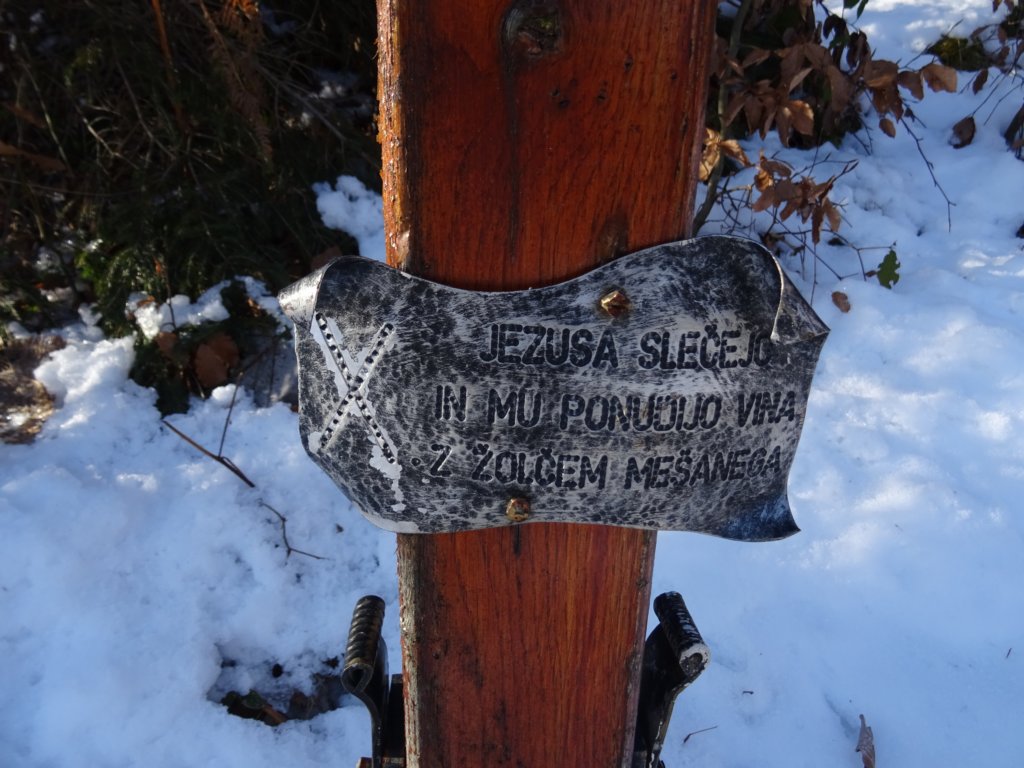 X JEZUSA SLEČEJO
IN MU PONUDIJO VINA
Z ŽOLČEM MEŠANEGA